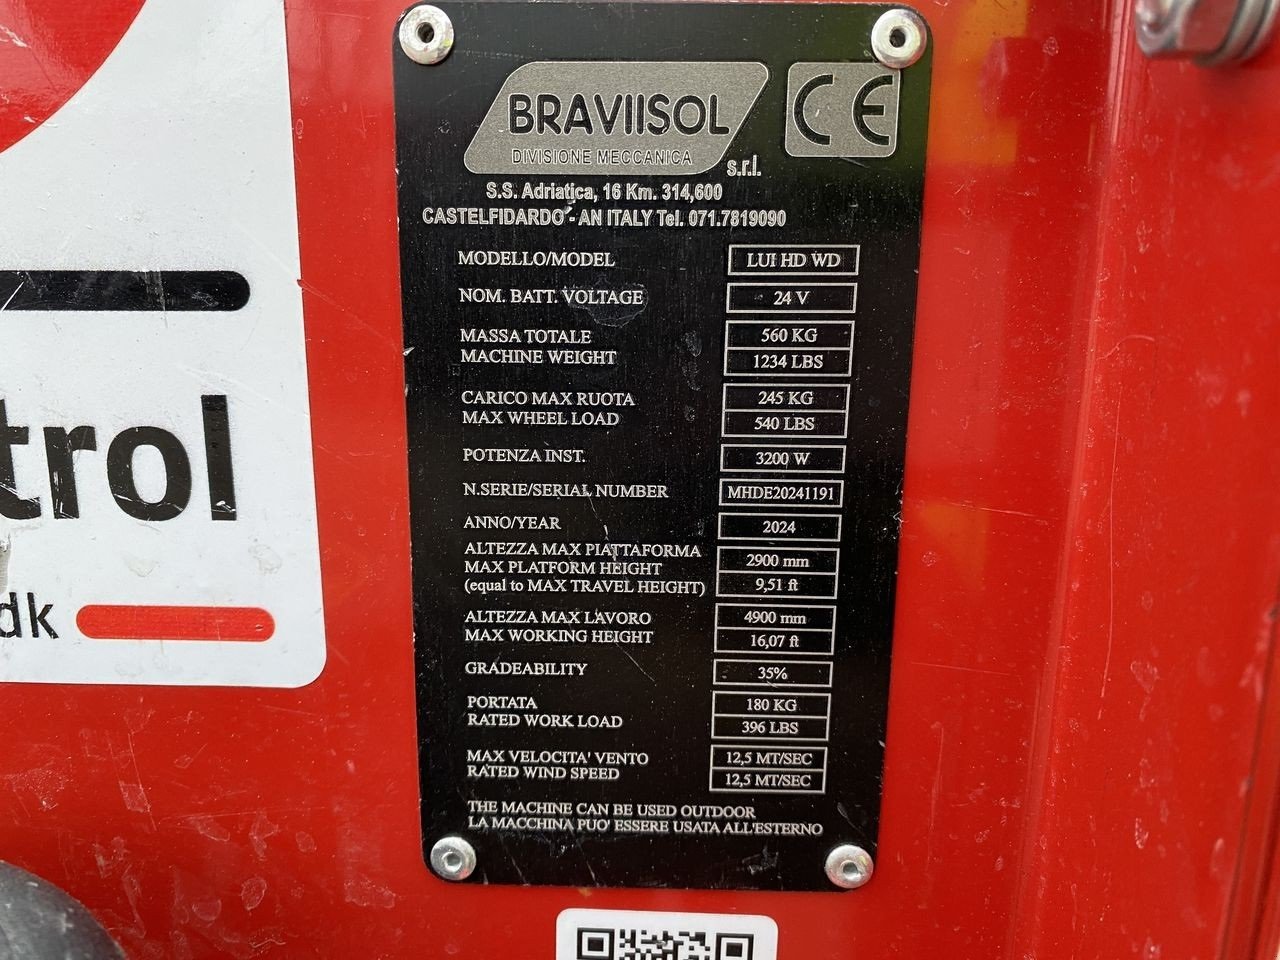 BRAVIISOL
DIVISIONE MECCANICA
s.r.l.
CE
S.S. Adriatica, 16 Km. 314,600
CASTELFIDARDO - AN ITALY Tel. 071.7819090
MODELLO/MODEL LUI HD WD
NOM. BATT. VOLTAGE 24 V
MASSA TOTALE 560 KG
MACHINE WEIGHT 1234 LBS
CARICO MAX RUOTA 245 KG
MAX WHEEL LOAD 540 LBS
POTENZA INST. 3200 W
N.SERIE/SERIAL NUMBER MHDE20241191
ANNO/YEAR 2024
ALTEZZA MAX PIATTAFORMA
MAX PLATFORM HEIGHT 2900 mm
(equal to MAX TRAVEL HEIGHT) 9,51 ft
ALTEZZA MAX LAVORO 4900 mm
MAX WORKING HEIGHT 16,07 ft
GRADEABILITY 35%
PORTATA 180 KG
RATED WORK LOAD 396 LBS
MAX VELOCITA' VENTO 12,5 MT/SEC
RATED WIND SPEED 12,5 MT/SEC
THE MACHINE CAN BE USED OUTDOOR
LA MACCHINA PUO' ESSERE USATA ALL'ESTERNO
trol
dk